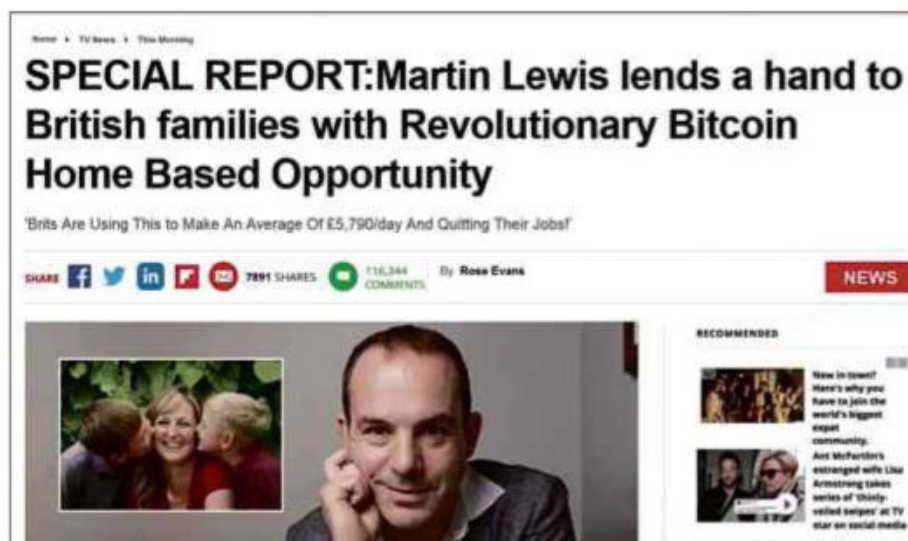 Home TV News This Morning
SPECIAL REPORT:Martin Lewis lends a hand to
British families with Revolutionary Bitcoin
Home Based Opportunity
'Brits Are Using This to Make An Average Of £5,790/day And Quitting Their Jobs!'
SHARE 7891 SHARES 116,344
COMMENTS
By Rose Evans
NEWS
RECOMMENDED
New in town?
Here's why you
have to join the
world's biggest
expat
community.
Ant McPartlin's
estranged wife Lisa
Armstrong takes
series of 'thinly-
veiled swipes' at TV
star on social media